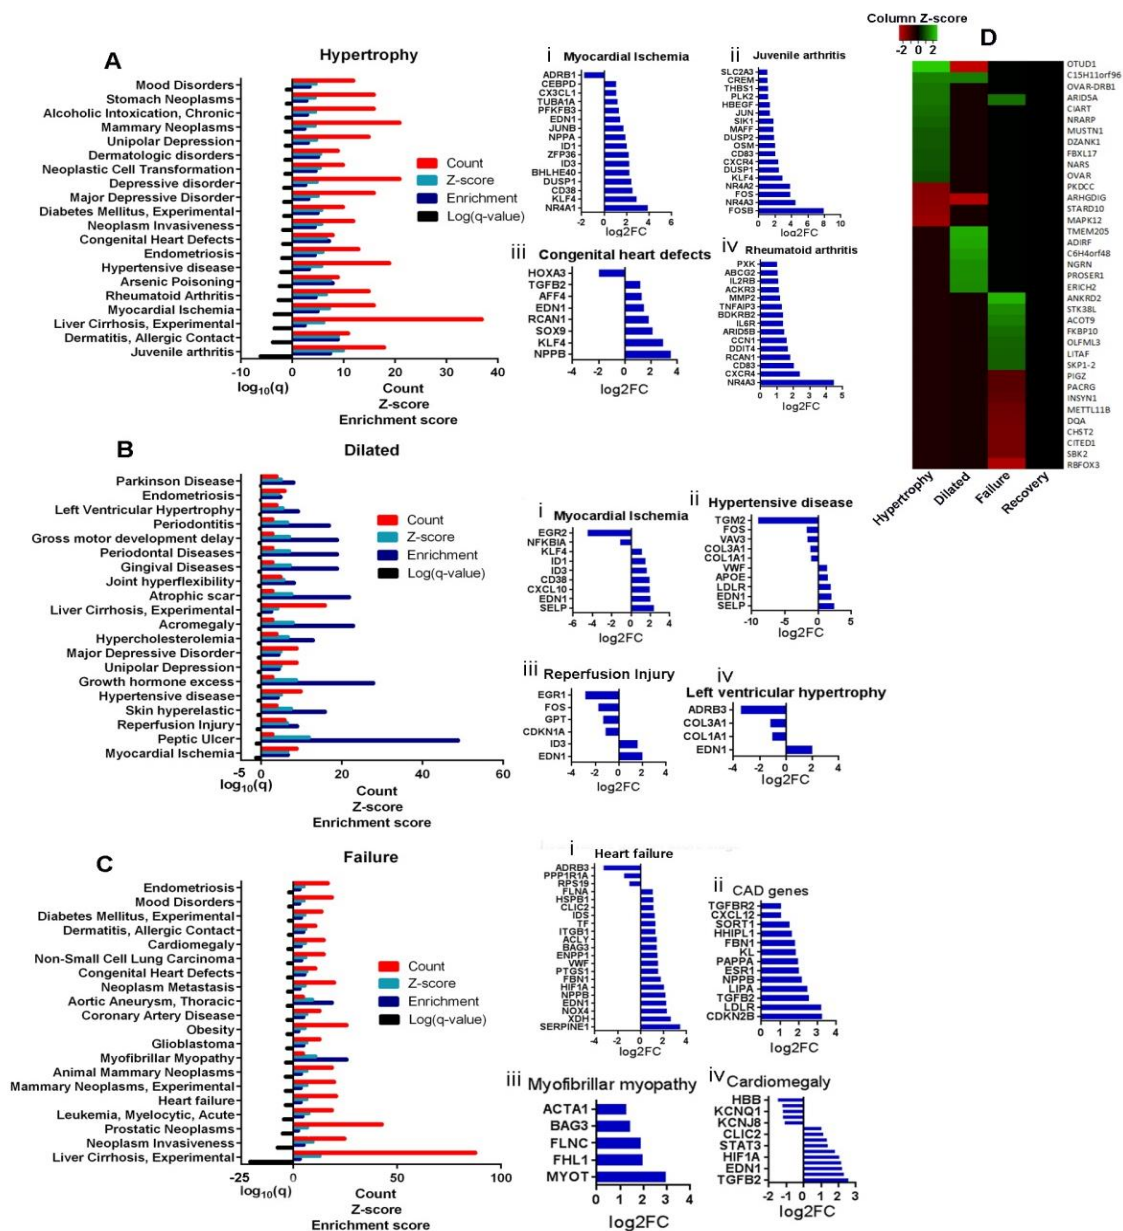 A
Hypertrophy
Mood Disorders
Stomach Neoplasms
Alcoholic Intoxication, Chronic
Mammary Neoplasms
Unipolar Depression
Dermatologic disorders
Neoplastic Cell Transformation
Depressive disorder
Major Depressive Disorder
Diabetes Mellitus, Experimental
Neoplasm Invasiveness
Congenital Heart Defects
Endometriosis
Hypertensive disease
Arsenic Poisoning
Rheumatoid Arthritis
Myocardial Ischemia
Liver Cirrhosis, Experimental
Dermatitis, Allergic Contact
Juvenile arthritis
Count
Z-score
Enrichment
Log(q-value)
-10 0 10 20 30 40
log10(q)
Count
Z-score
Enrichment score
i
Myocardial Ischemia
ADRB1
CEBPD
CX3CL1
TUBA1A
PFKFB3
EDN1
JUNB
NPPA
ID1
ZFP36
ID3
BHLHE40
DUSP1
CD38
KLF4
NR4A1
-2 0 2 4 6
log2FC
ii
Juvenile arthritis
SLC2A3
CREM
THBS1
PLK2
HBEGF
JUN
SIK1
MAFF
DUSP2
OSM
CD83
CXCR4
DUSP1
KLF4
NR4A2
FOS
NR4A3
FOSB
0 2 4 6 8 10
log2FC
iii
Congenital heart defects
HOXA3
TGFB2
AFF4
EDN1
RCAN1
SOX9
KLF4
NPPB
-4 -2 0 2 4
log2FC
iv
Rheumatoid arthritis
PXK
ABCG2
IL2RB
ACKR3
MMP2
TNFAIP3
BDKRB2
IL6R
ARID5B
CCN1
DDIT4
RCAN1
CD83
CXCR4
NR4A3
0 1 2 3 4 5
log2FC
Column Z-score
-2 0 2
D
OTUD1
C15H11orf96
OVAR-DRB1
ARID5A
CIART
NRARP
MUSTN1
DZANK1
FBXL17
NARS
OVAR
PKDCC
ARHGDIG
STARD10
MAPK12
TMEM205
ADIRF
C6H4orf48
NGRN
PROSER1
ERICH2
ANKRD2
STK38L
ACOT9
FKBP10
OLFML3
LITAF
SKP1-2
PIGZ
PACRG
INSYN1
METTL11B
DQA
CHST2
CITED1
SBK2
RBFOX3
Hypertrophy
Dilated
Failure
Recovery
B
Dilated
Parkinson Disease
Endometriosis
Left Ventricular Hypertrophy
Periodontitis
Gross motor development delay
Periodontal Diseases
Gingival Diseases
Joint hyperflexibility
Atrophic scar
Liver Cirrhosis, Experimental
Acromegaly
Hypercholesterolemia
Major Depressive Disorder
Unipolar Depression
Growth hormone excess
Hypertensive disease
Skin hyperelastic
Reperfusion Injury
Peptic Ulcer
Myocardial Ischemia
Count
Z-score
Enrichment
Log(q-value)
-5 0 20 40 60
log10(q)
Count
Z-score
Enrichment score
i
Myocardial Ischemia
EGR2
NFKBIA
KLF4
ID1
ID3
CD38
CXCL10
EDN1
SELP
-6 -4 -2 0 2 4
log2FC
ii
Hypertensive disease
TGM2
FOS
VAV3
COL3A1
COL1A1
VWF
APOE
LDLR
EDN1
SELP
-10 -5 0 5
log2FC
iii
Reperfusion Injury
EGR1
FOS
GPT
CDKN1A
ID3
EDN1
-4 -2 0 2 4
log2FC
iv
Left ventricular hypertrophy
ADRB3
COL3A1
COL1A1
EDN1
-4 -2 0 2 4
log2FC
C
Failure
Endometriosis
Mood Disorders
Diabetes Mellitus, Experimental
Dermatitis, Allergic Contact
Cardiomegaly
Non-Small Cell Lung Carcinoma
Congenital Heart Defects
Neoplasm Metastasis
Aortic Aneurysm, Thoracic
Coronary Artery Disease
Obesity
Glioblastoma
Myofibrillar Myopathy
Animal Mammary Neoplasms
Mammary Neoplasms, Experimental
Heart failure
Leukemia, Myelocytic, Acute
Prostatic Neoplasms
Neoplasm Invasiveness
Liver Cirrhosis, Experimental
Count
Z-score
Enrichment
Log(q-value)
-25 0 50 100
log10(q)
Count
Z-score
Enrichment score
i
Heart failure
ADRB3
PPP1R1A
RPS19
FLNA
HSPB1
CLIC2
IDS
TF
ITGB1
ACLY
BAG3
ENPP1
VWF
PTGS1
FBN1
HIF1A
NPPB
EDN1
NOX4
XDH
SERPINE1
-4 -2 0 2 4
log2FC
ii
CAD genes
TGFBR2
CXCL12
SORT1
HHIPL1
FBN1
KL
PAPPA
ESR1
NPPB
LIPA
TGFB2
LDLR
CDKN2B
0 1 2 3 4
log2FC
iii
Myofibrillar myopathy
ACTA1
BAG3
FLNC
FHL1
MYOT
0 1 2 3 4
log2FC
iv
Cardiomegaly
HBB
KCNQ1
KCNJ8
CLIC2
STAT3
HIF1A
EDN1
TGFB2
-2 -1 0 1 2 3
log2FC